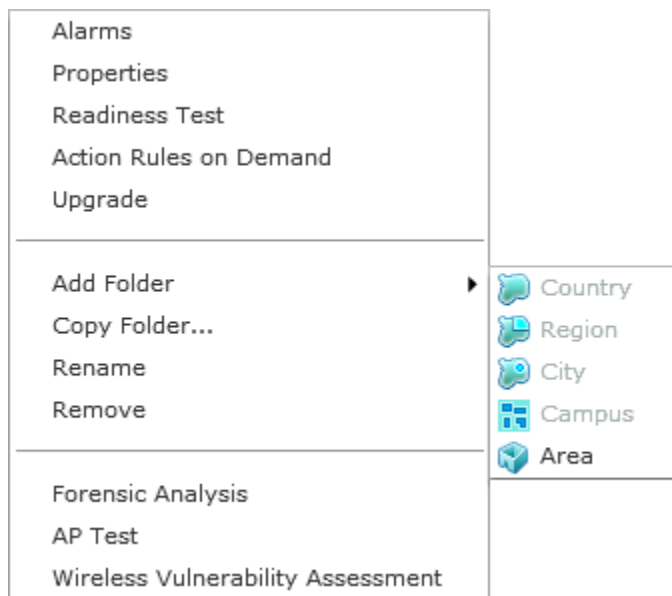 Alarms
Properties
Readiness Test
Action Rules on Demand
Upgrade
Add Folder
Copy Folder...
Rename
Remove
Country
Region
City
Campus
Area
Forensic Analysis
AP Test
Wireless Vulnerability Assessment